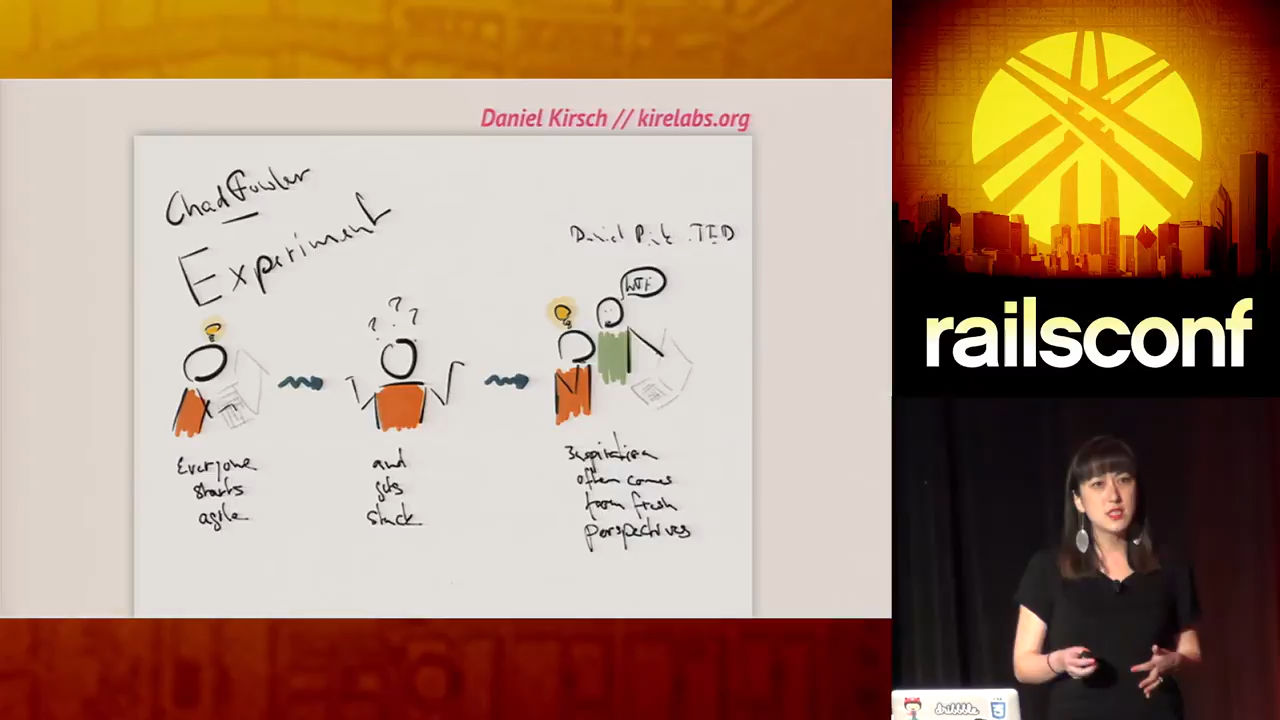 Daniel Kirsch // kirelabs.org
Chad Fowler
Experiment
Daniel Pink TED
WTF
? ? ? ?
Everyone
starts
agile
and
gets
stuck
Inspiration
often comes
from fresh
perspectives
railsconf
dribbble